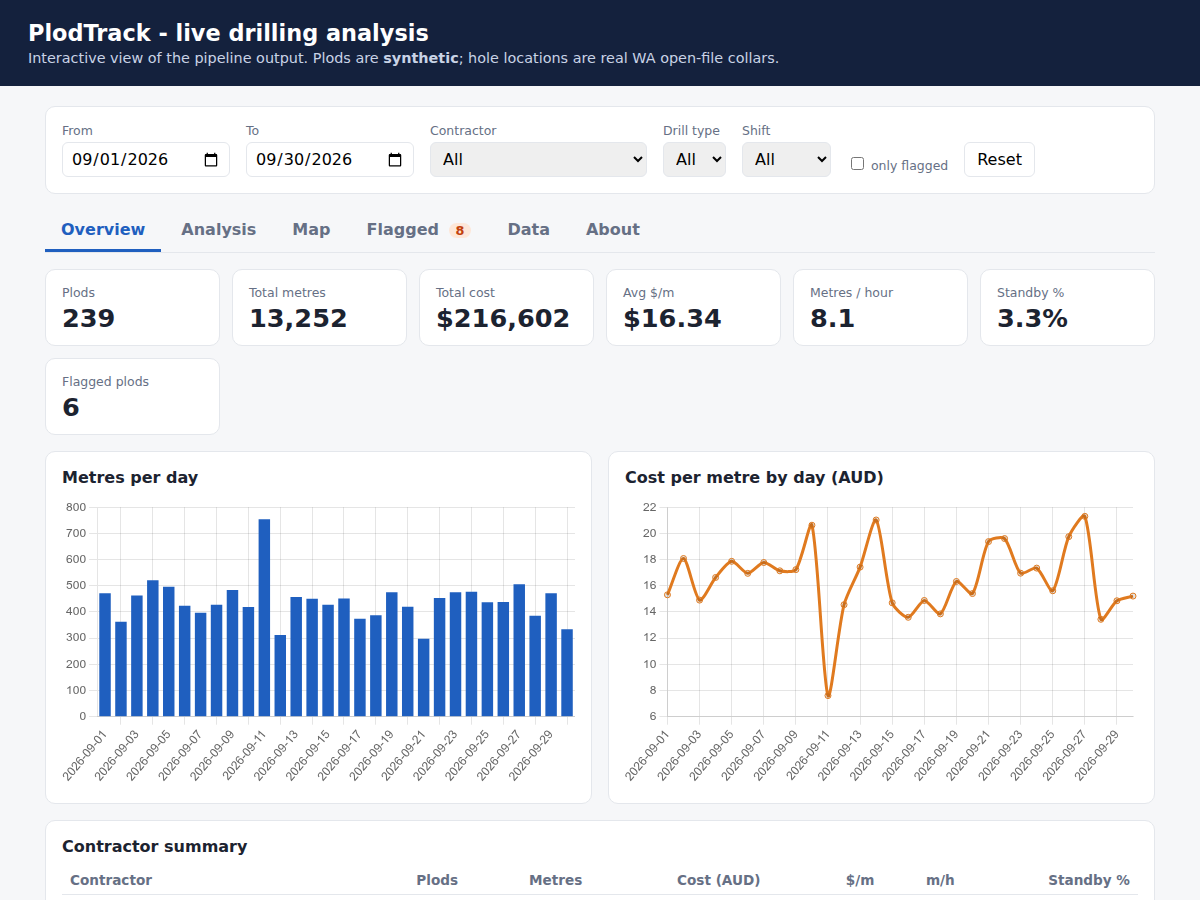 PlodTrack - live drilling analysis
Interactive view of the pipeline output. Plods are synthetic; hole locations are real WA open-file collars.
From To Contractor Drill type Shift
09/01/2026 09/30/2026 All All All only flagged Reset
Overview Analysis Map Flagged 8 Data About
Plods Total metres Total cost Avg $/m Metres / hour Standby %
239 13,252 $216,602 $16.34 8.1 3.3%
Flagged plods
6
Metres per day
800
700
600
500
400
300
200
100
0
2026-09-01 2026-09-03 2026-09-05 2026-09-07 2026-09-09 2026-09-11 2026-09-13 2026-09-15 2026-09-17 2026-09-19 2026-09-21 2026-09-23 2026-09-25 2026-09-27 2026-09-29
Cost per metre by day (AUD)
22
20
18
16
14
12
10
8
6
2026-09-01 2026-09-03 2026-09-05 2026-09-07 2026-09-09 2026-09-11 2026-09-13 2026-09-15 2026-09-17 2026-09-19 2026-09-21 2026-09-23 2026-09-25 2026-09-27 2026-09-29
Contractor summary
Contractor Plods Metres Cost (AUD) $/m m/h Standby %